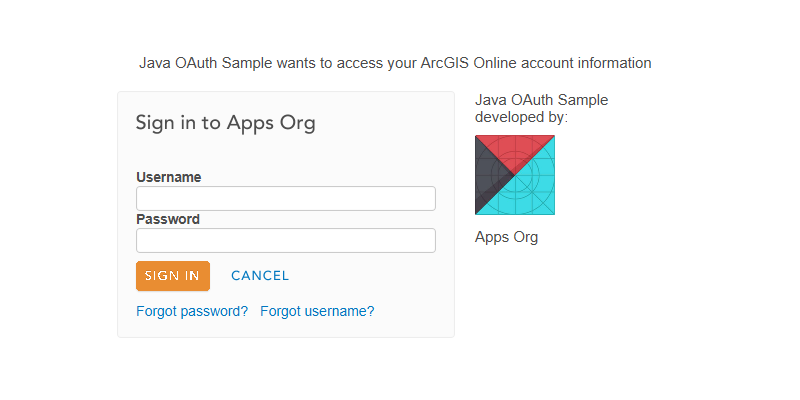 Java OAuth Sample wants to access your ArcGIS Online account information
Sign in to Apps Org
Username
Password
SIGN IN CANCEL
Forgot password? Forgot username?
Java OAuth Sample
developed by:
Apps Org